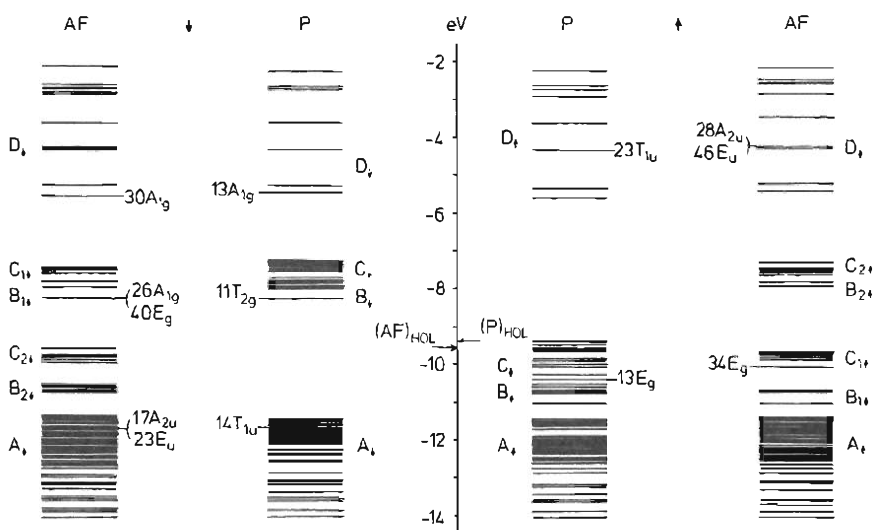 AF ↓ P eV P ↑ AF
-2
-4
-6
-8
-10
-12
-14
D↓
30A₁g
C₁↓
B₁↓
26A₁g
40Eg
C₂↓
B₂↓
17A₂u
23Eu
A↓
13A₁g
D↓
11T₂g
C↓
B↓
14T₁u
A↓
(AF)HOL
(P)HOL
D↑
23T₁u
C↑
B↑
13Eg
28A₂u
46Eu
D↑
C₂↑
B₂↑
34Eg
C₁↑
B₁↑
A↑